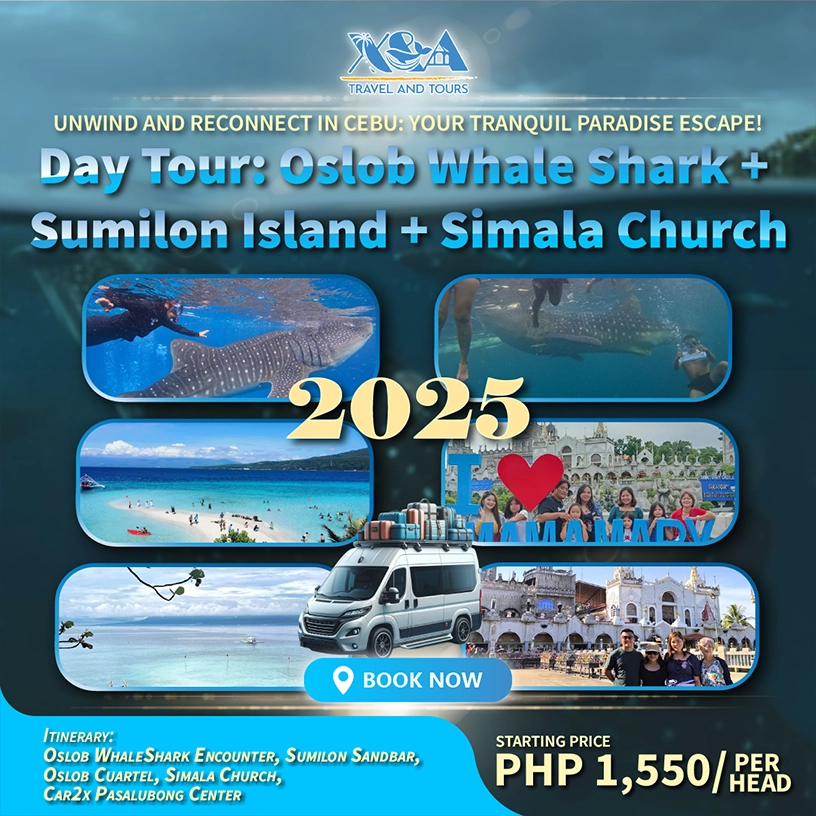 X&A
TRAVEL AND TOURS
UNWIND AND RECONNECT IN CEBU: YOUR TRANQUIL PARADISE ESCAPE!
Day Tour: Oslob Whale Shark +
Sumilon Island + Simala Church
2025
I
MAMA MARY
BOOK NOW
ITINERARY:
OSLOB WHALESHARK ENCOUNTER, SUMILON SANDBAR,
OSLOB CUARTEL, SIMALA CHURCH,
CAR2X PASALUBONG CENTER
STARTING PRICE
PHP 1,550/PER HEAD